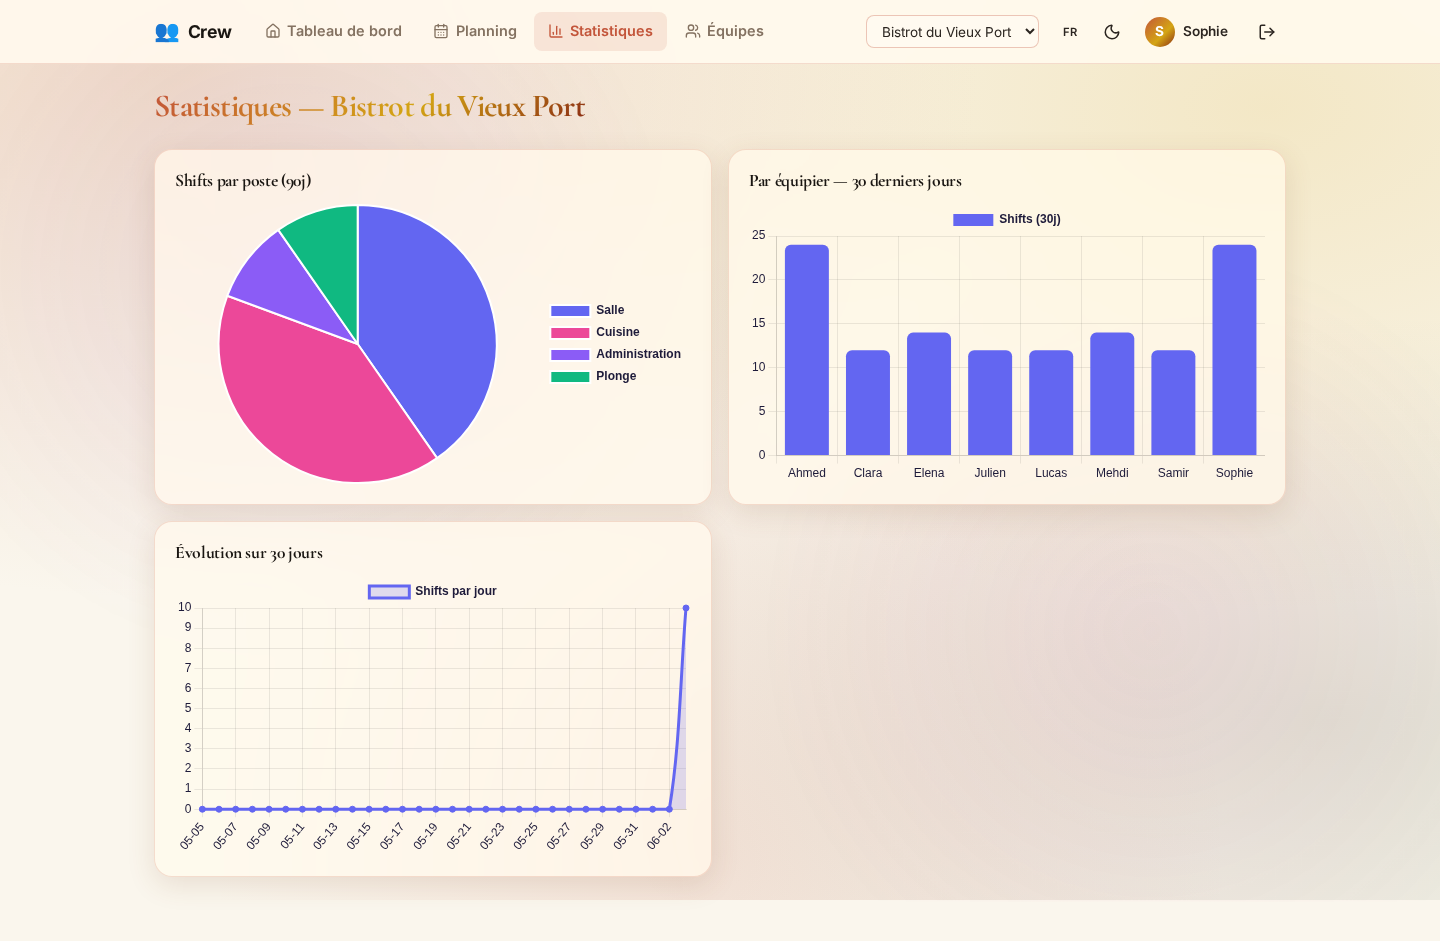 👥 Crew Tableau de bord Planning Statistiques Équipes Bistrot du Vieux Port FR S Sophie
Statistiques — Bistrot du Vieux Port
Shifts par poste (90j)
Salle
Cuisine
Administration
Plonge
Par équipier — 30 derniers jours
Shifts (30j)
25
20
15
10
5
0
Ahmed Clara Elena Julien Lucas Mehdi Samir Sophie
Évolution sur 30 jours
Shifts par jour
10
9
8
7
6
5
4
3
2
1
0
05-05 05-07 05-09 05-11 05-13 05-15 05-17 05-19 05-21 05-23 05-25 05-27 05-29 05-31 06-02